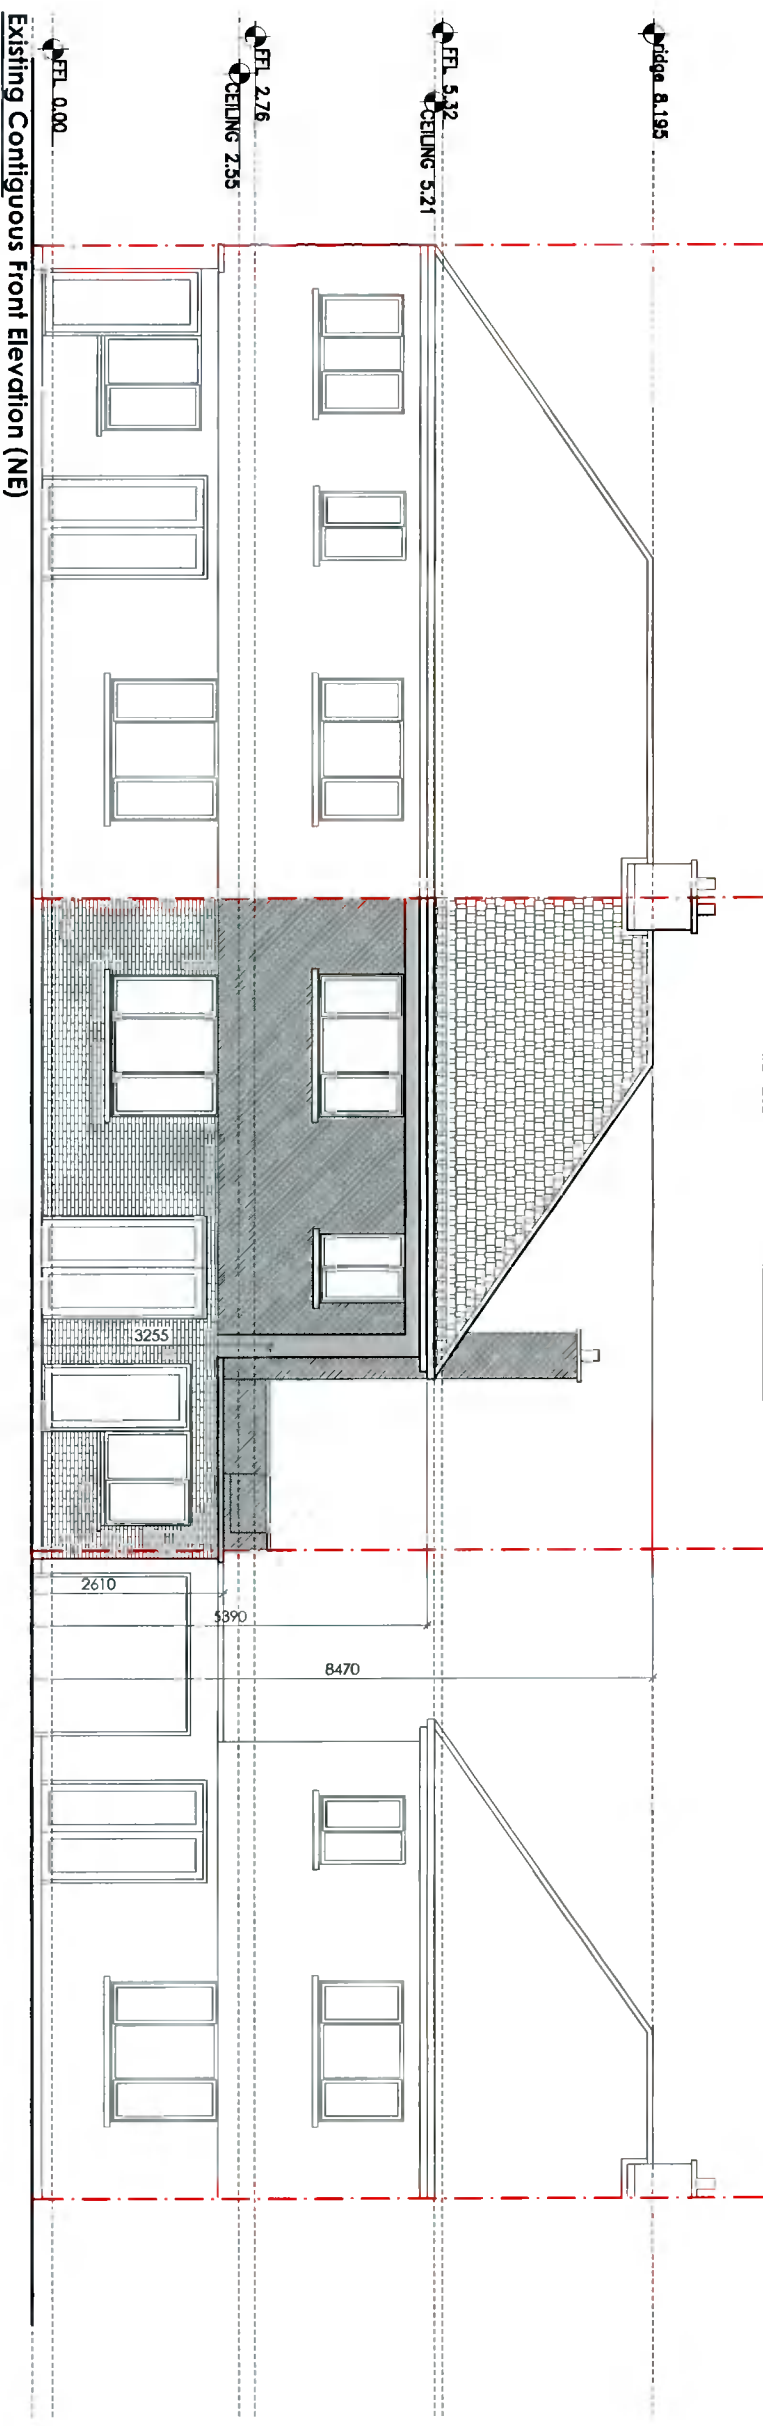 ridge 8.195
FFL 5.32
CEILING 5.21
FFL 2.76
CEILING 2.55
FFL 0.00
3255
2610
5390
8470
Existing Contiguous Front Elevation (NE)